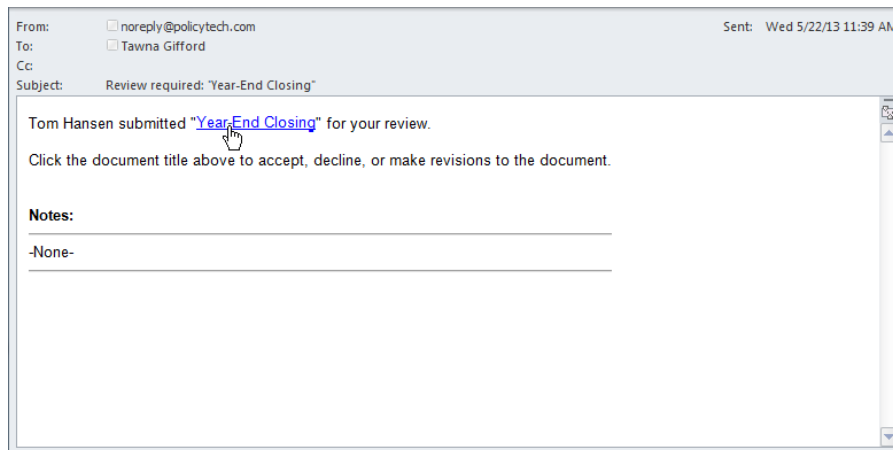 From: noreply@policytech.com Sent: Wed 5/22/13 11:39 AM
To: Tawna Gifford
Cc:
Subject: Review required: "Year-End Closing"
Tom Hansen submitted "Year-End Closing" for your review.
Click the document title above to accept, decline, or make revisions to the document.
Notes:
-None-